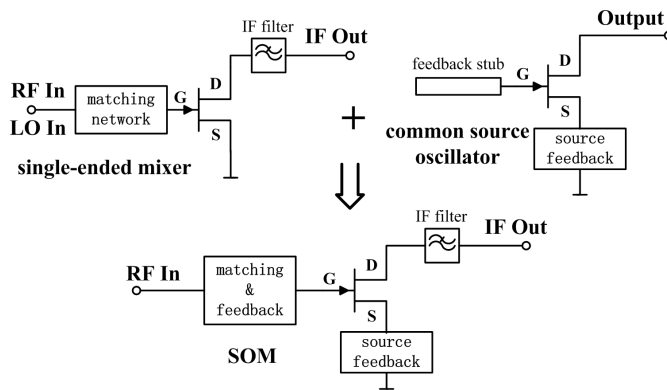 IF filter
IF Out
Output
feedback stub
D
D
RF In
matching
network
G
G
LO In
S
S
+
common source
oscillator
source
feedback
single-ended mixer
IF filter
IF Out
RF In
matching
&
feedback
G
D
S
SOM
source
feedback